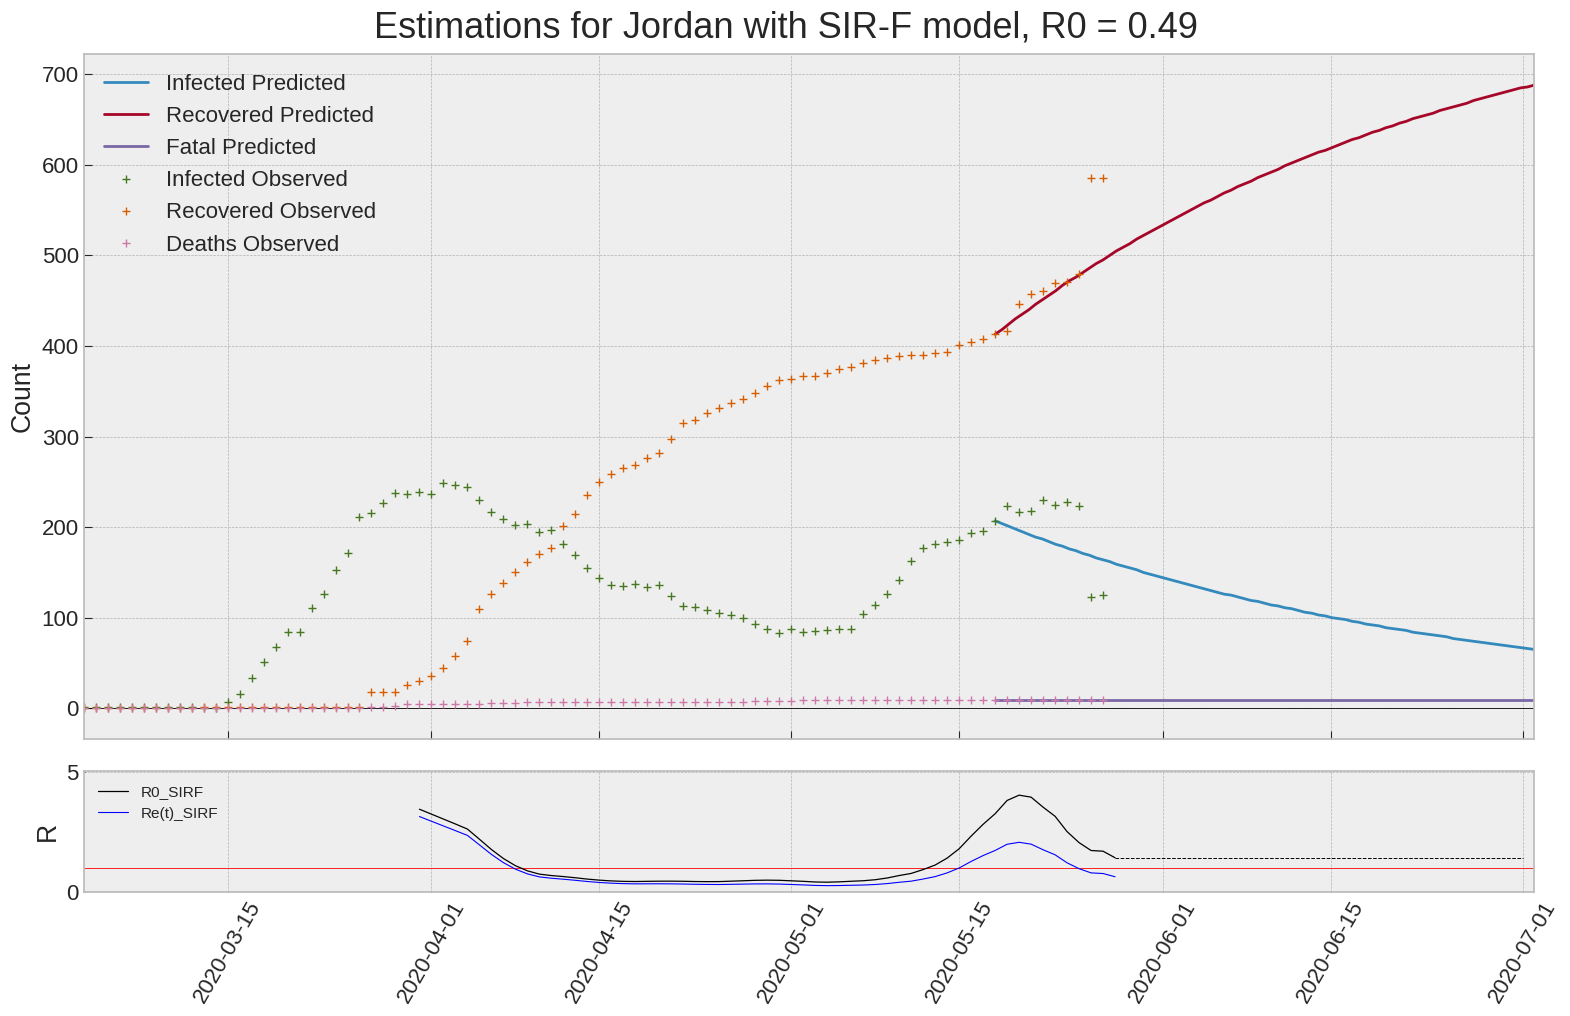 Estimations for Jordan with SIR-F model, R0 = 0.49
700
600
500
400
300
200
100
0
Count
Infected Predicted
Recovered Predicted
Fatal Predicted
Infected Observed
Recovered Observed
Deaths Observed
5
0
R
R0_SIRF
Re(t)_SIRF
2020-03-15
2020-04-01
2020-04-15
2020-05-01
2020-05-15
2020-06-01
2020-06-15
2020-07-01